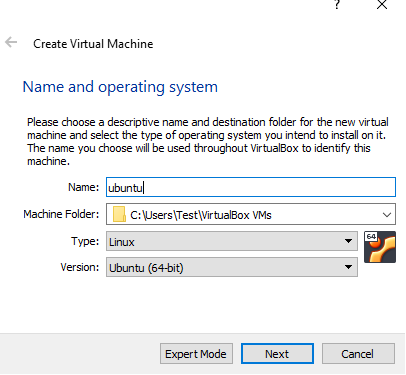 ?
Create Virtual Machine
Name and operating system
Please choose a descriptive name and destination folder for the new virtual
machine and select the type of operating system you intend to install on it.
The name you choose will be used throughout VirtualBox to identify this
machine.
Name: ubuntu
Machine Folder: C:\Users\Test\VirtualBox VMs
Type: Linux
64
Version: Ubuntu (64-bit)
Expert Mode Next Cancel